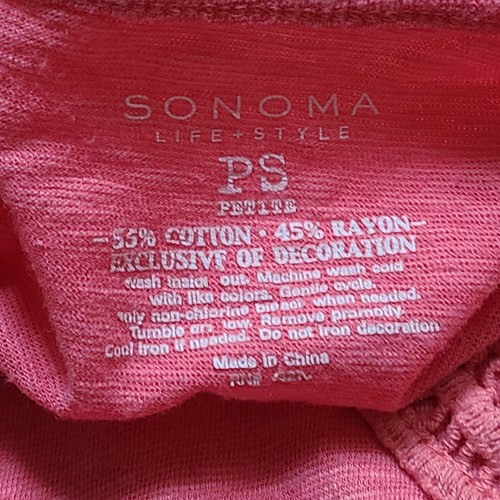 SONOMA
LIFE + STYLE
PS
PETITE
-55% COTTON • 45% RAYON-
EXCLUSIVE OF DECORATION
Wash inside out. Machine wash cold
with like colors. Gentle cycle.
only non-chlorine bleach when needed.
Tumble dry low. Remove promptly.
Cool iron if needed. Do not iron decoration
Made in China